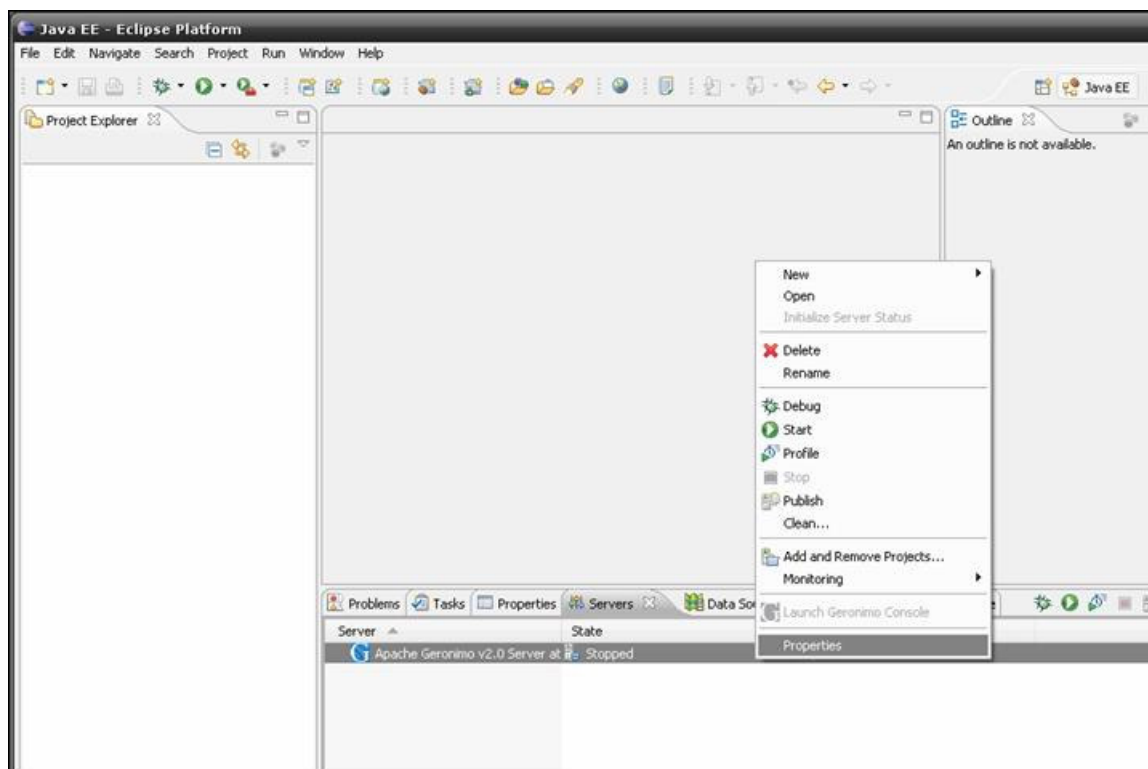 Java EE - Eclipse Platform
File Edit Navigate Search Project Run Window Help
Java EE
Project Explorer
Outline
An outline is not available.
New
Open
Initialize Server Status
Delete
Rename
Debug
Start
Profile
Stop
Publish
Clean...
Add and Remove Projects...
Monitoring
Launch Geronimo Console
Properties
Problems Tasks Properties Servers Data Sou
Server State
Apache Geronimo v2.0 Server at Stopped